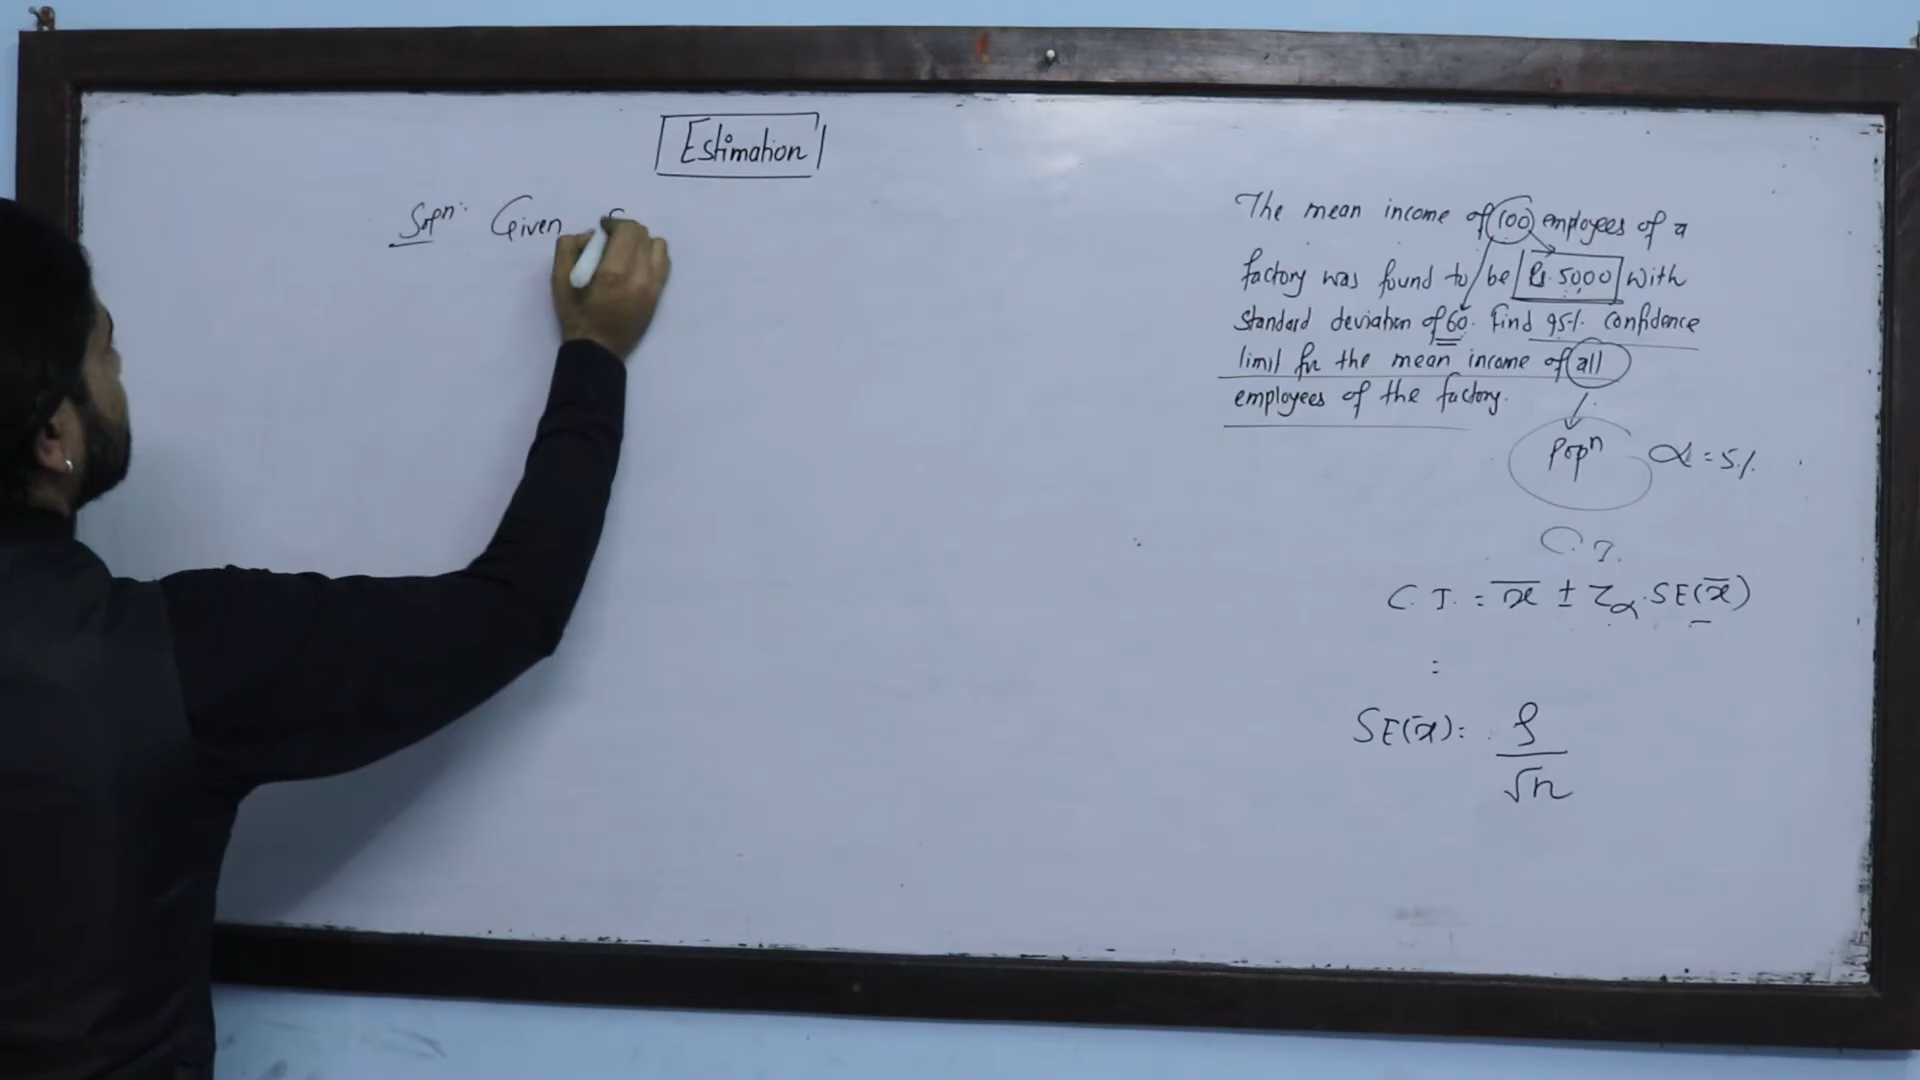 Estimation
Solⁿ: Given
The mean income of 100 employees of a
factory was found to be Rs. 5000 with
standard deviation of 60. Find 95% confidence
limit for the mean income of all
employees of the factory.
Popⁿ α = 5%
C.I.
C.I. = x̄ ± Zα · SE(x̄)
=
SE(x̄) = s/√n